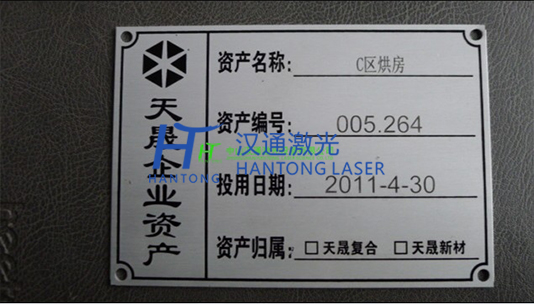 天晟企业资产
资产名称: C区烘房
资产编号: 005.264
投用日期: 2011-4-30
资产归属: □ 天晟复合 □ 天晟新材
HT
HANTONG
汉通激光
HANTONG LASER